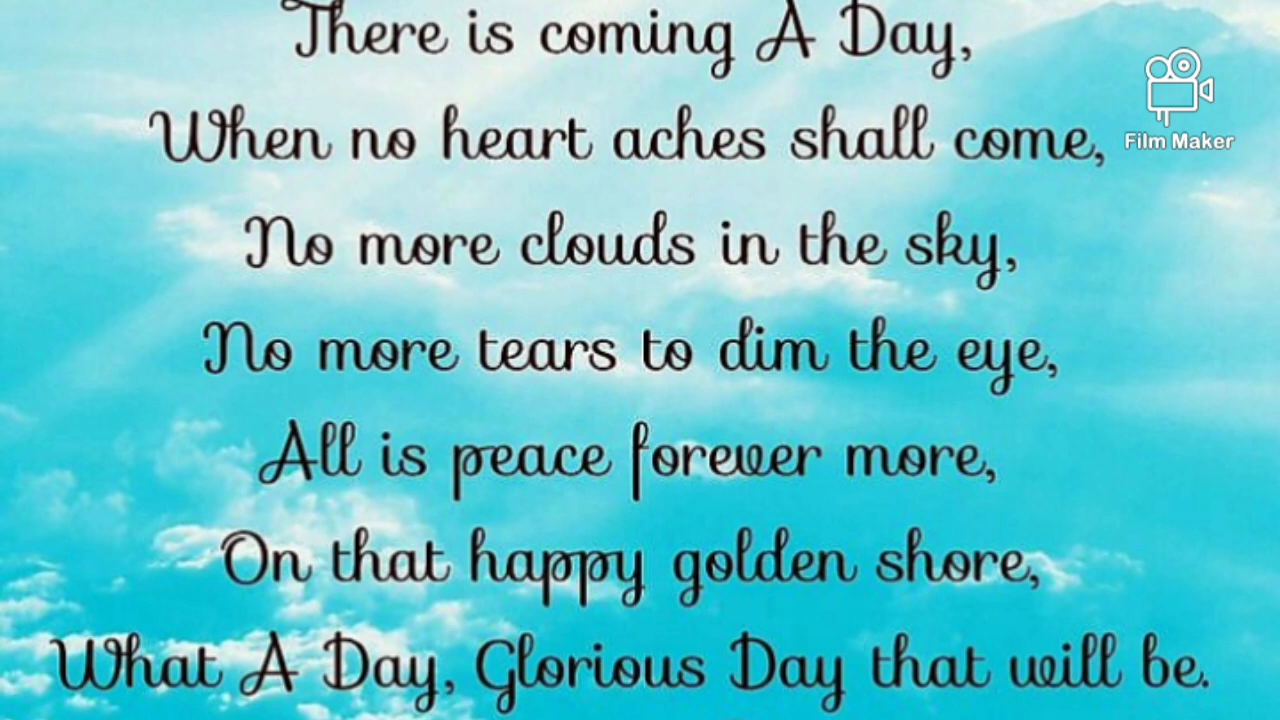 There is coming A Day,
When no heart aches shall come,
No more clouds in the sky,
No more tears to dim the eye,
All is peace forever more,
On that happy golden shore,
What A Day, Glorious Day that will be.
Film Maker